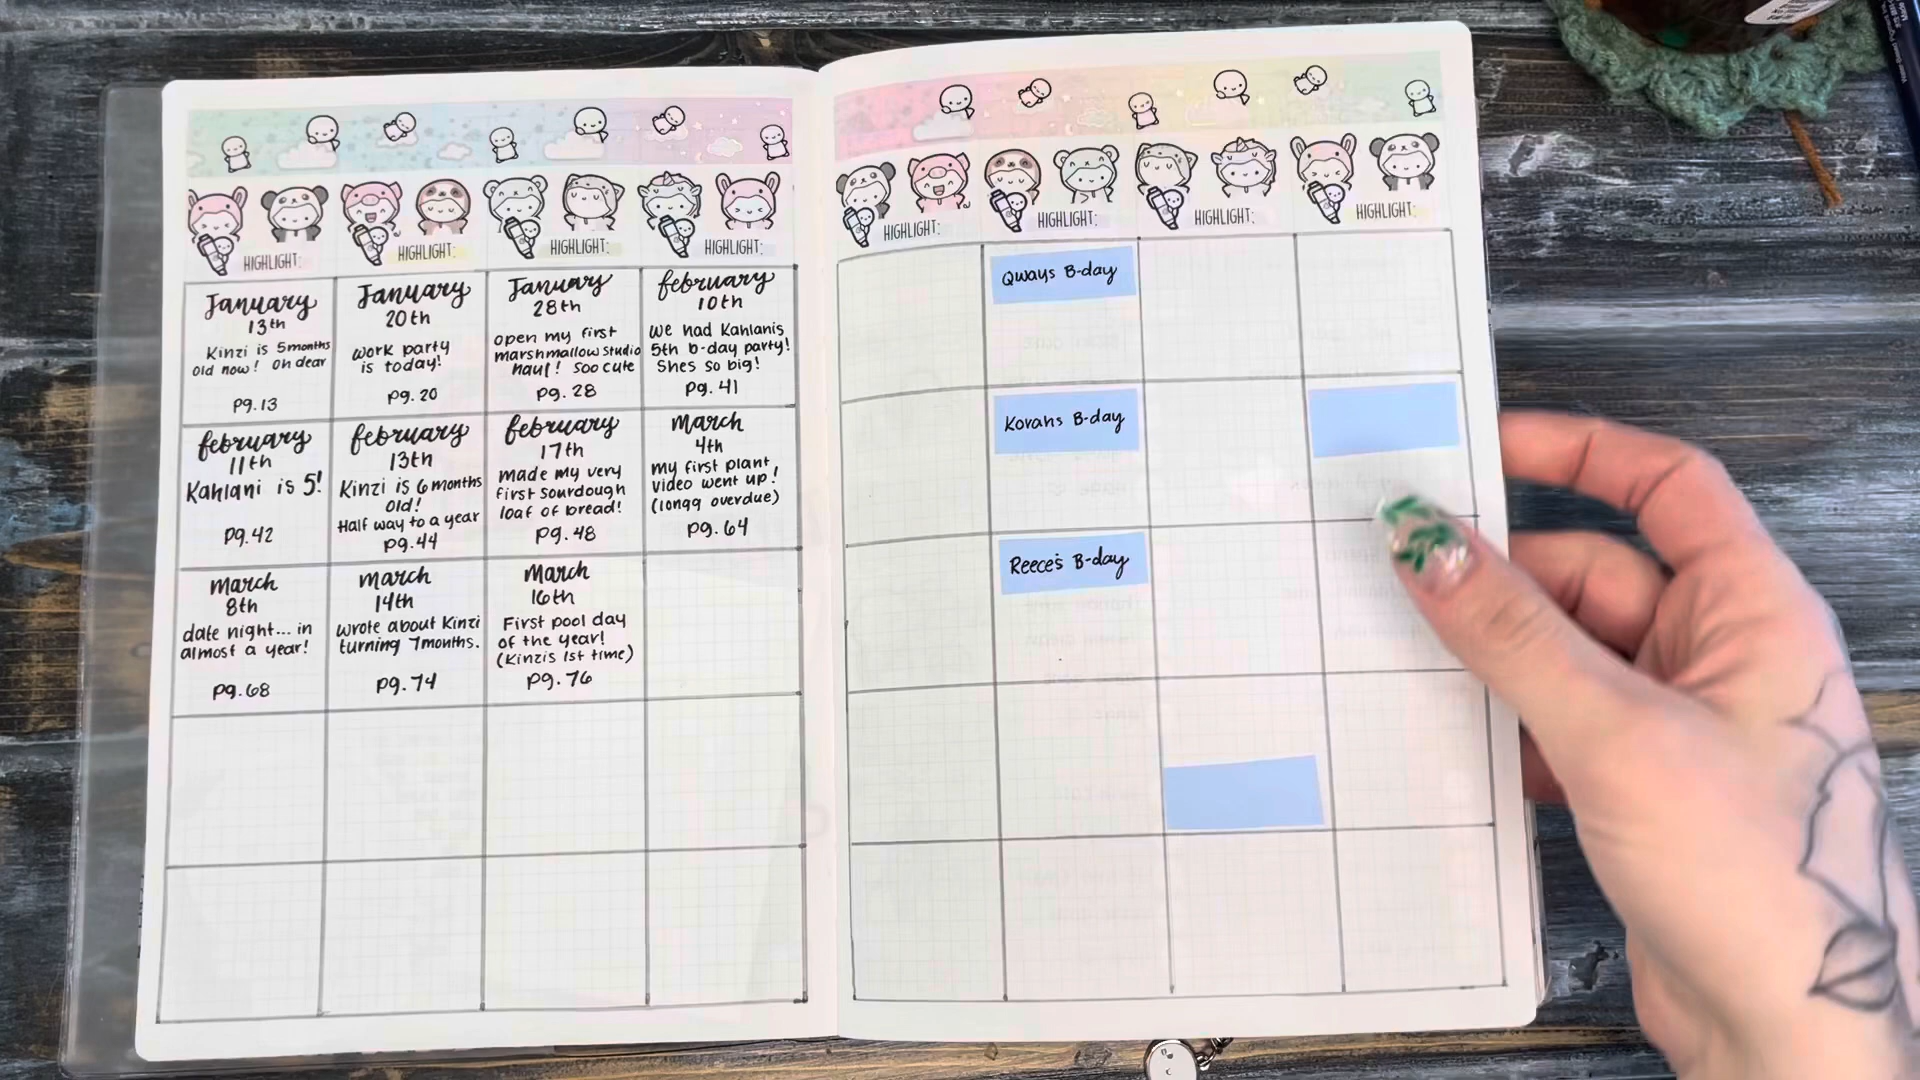 HIGHLIGHT:
HIGHLIGHT:
HIGHLIGHT:
HIGHLIGHT:
January
13th
Kinzi is 5months
old now! Oh dear
pg.13
January
20th
work party
is today!
pg.20
January
28th
open my first
marshmallow studio
haul! Soo cute
pg.28
february
10th
we had Kahlanis
5th b-day party!
Shes so big!
pg.41
february
11th
Kahlani is 5!
pg.42
february
13th
Kinzi is 6months
old!
Half way to a year
pg.44
february
17th
made my very
first sourdough
loaf of bread!
pg.48
march
4th
my first plant
video went up!
(longg overdue)
pg.64
march
8th
date night... in
almost a year!
pg.68
march
14th
wrote about Kinzi
turning 7months.
pg.74
March
16th
First pool day
of the year!
(Kinzis 1st time)
pg.76
HIGHLIGHT:
HIGHLIGHT:
HIGHLIGHT:
HIGHLIGHT:
Qways B-day
Korahs B-day
Reece's B-day